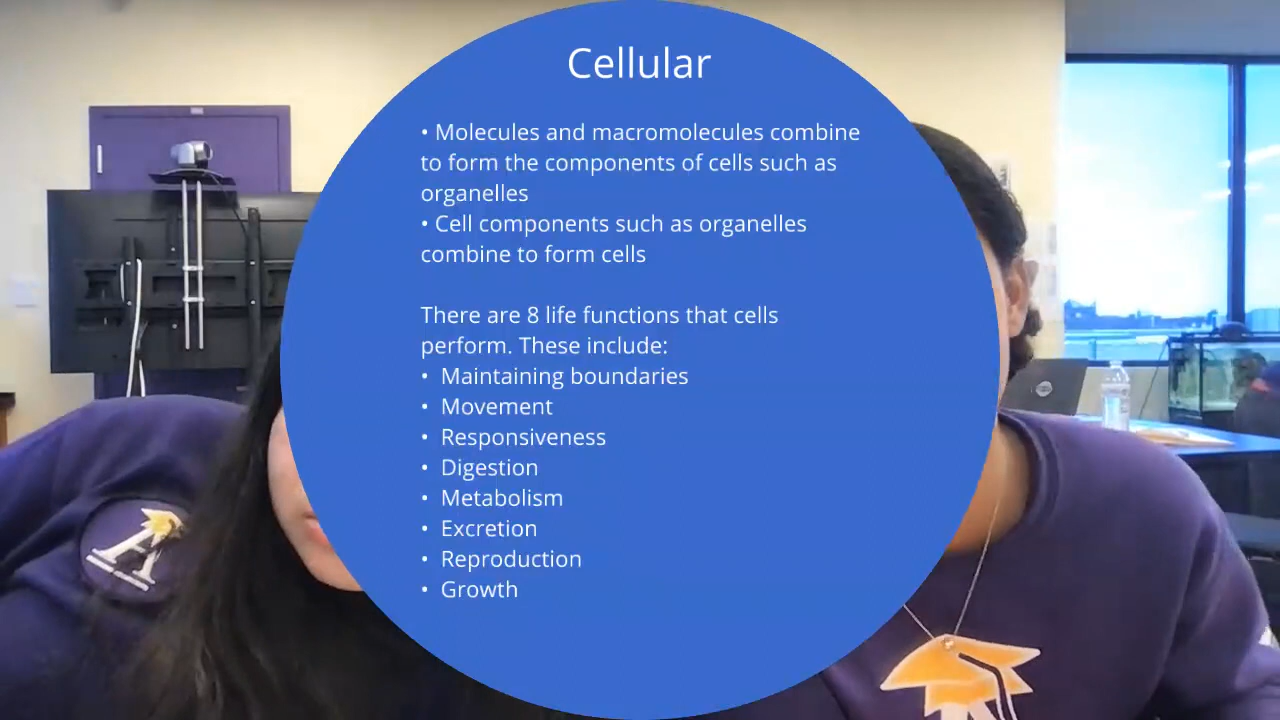 Cellular
• Molecules and macromolecules combine
to form the components of cells such as
organelles
• Cell components such as organelles
combine to form cells
There are 8 life functions that cells
perform. These include:
• Maintaining boundaries
• Movement
• Responsiveness
• Digestion
• Metabolism
• Excretion
• Reproduction
• Growth
A